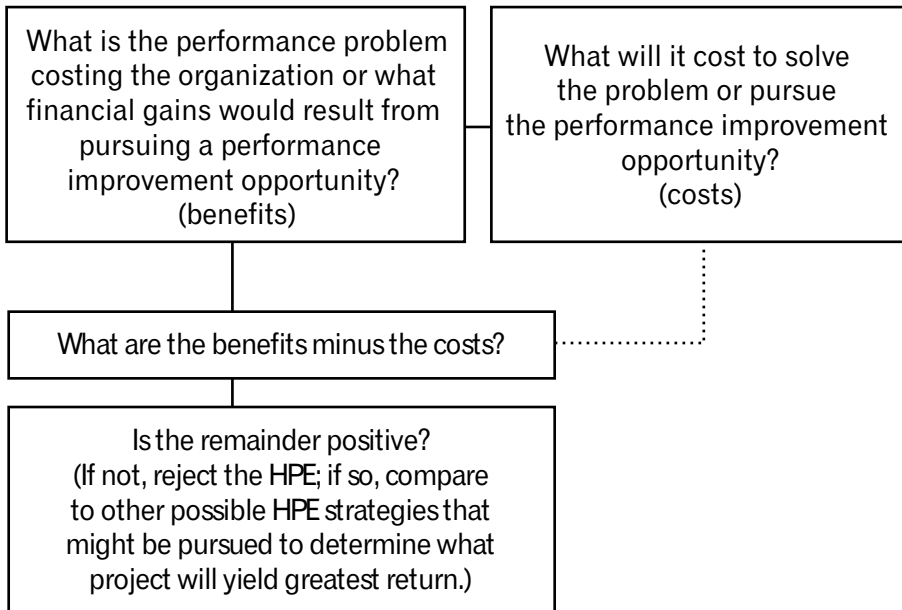 What is the performance problem
costing the organization or what
financial gains would result from
pursuing a performance
improvement opportunity?
(benefits)
What will it cost to solve
the problem or pursue
the performance improvement
opportunity?
(costs)
What are the benefits minus the costs?
Is the remainder positive?
(If not, reject the HPE; if so, compare
to other possible HPE strategies that
might be pursued to determine what
project will yield greatest return.)